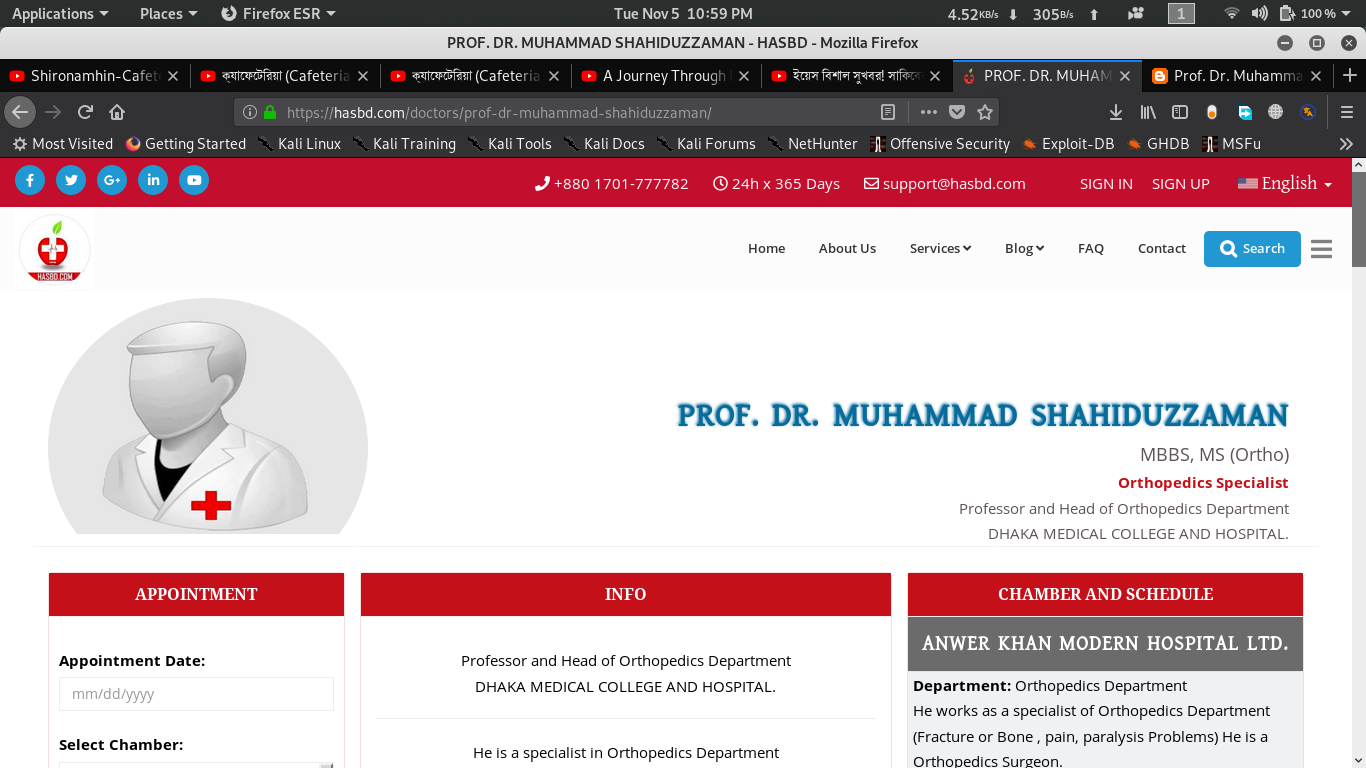 Applications Places Firefox ESR Tue Nov 5 10:59 PM 4.52KB/s 305B/s 1 100 %
PROF. DR. MUHAMMAD SHAHIDUZZAMAN - HASBD - Mozilla Firefox
Shironamhin-Cafet ক্যাফেটেরিয়া (Cafeteria ক্যাফেটেরিয়া (Cafeteria A Journey Through ইয়েস বিশাল সুখবর! সাকিবে PROF. DR. MUHAM Prof. Dr. Muhamma
https://hasbd.com/doctors/prof-dr-muhammad-shahiduzzaman/
Most Visited Getting Started Kali Linux Kali Training Kali Tools Kali Docs Kali Forums NetHunter Offensive Security Exploit-DB GHDB MSFu
+880 1701-777782 24h x 365 Days support@hasbd.com SIGN IN SIGN UP English
HASBD.COM
Home About Us Services Blog FAQ Contact Search
PROF. DR. MUHAMMAD SHAHIDUZZAMAN
MBBS, MS (Ortho)
Orthopedics Specialist
Professor and Head of Orthopedics Department
DHAKA MEDICAL COLLEGE AND HOSPITAL.
APPOINTMENT
Appointment Date:
mm/dd/yyyy
Select Chamber:
INFO
Professor and Head of Orthopedics Department
DHAKA MEDICAL COLLEGE AND HOSPITAL.
He is a specialist in Orthopedics Department
CHAMBER AND SCHEDULE
ANWER KHAN MODERN HOSPITAL LTD.
Department: Orthopedics Department
He works as a specialist of Orthopedics Department
(Fracture or Bone , pain, paralysis Problems) He is a
Orthopedics Surgeon.